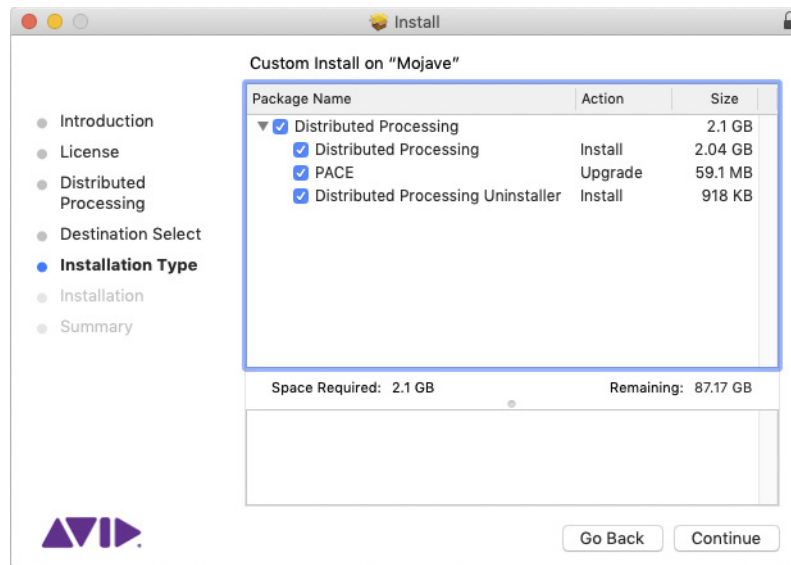 Install
Custom Install on “Mojave”
Introduction
License
Distributed
Processing
Destination Select
Installation Type
Installation
Summary
Package Name Action Size
Distributed Processing 2.1 GB
Distributed Processing Install 2.04 GB
PACE Upgrade 59.1 MB
Distributed Processing Uninstaller Install 918 KB
Space Required: 2.1 GB Remaining: 87.17 GB
AVID
Go Back Continue